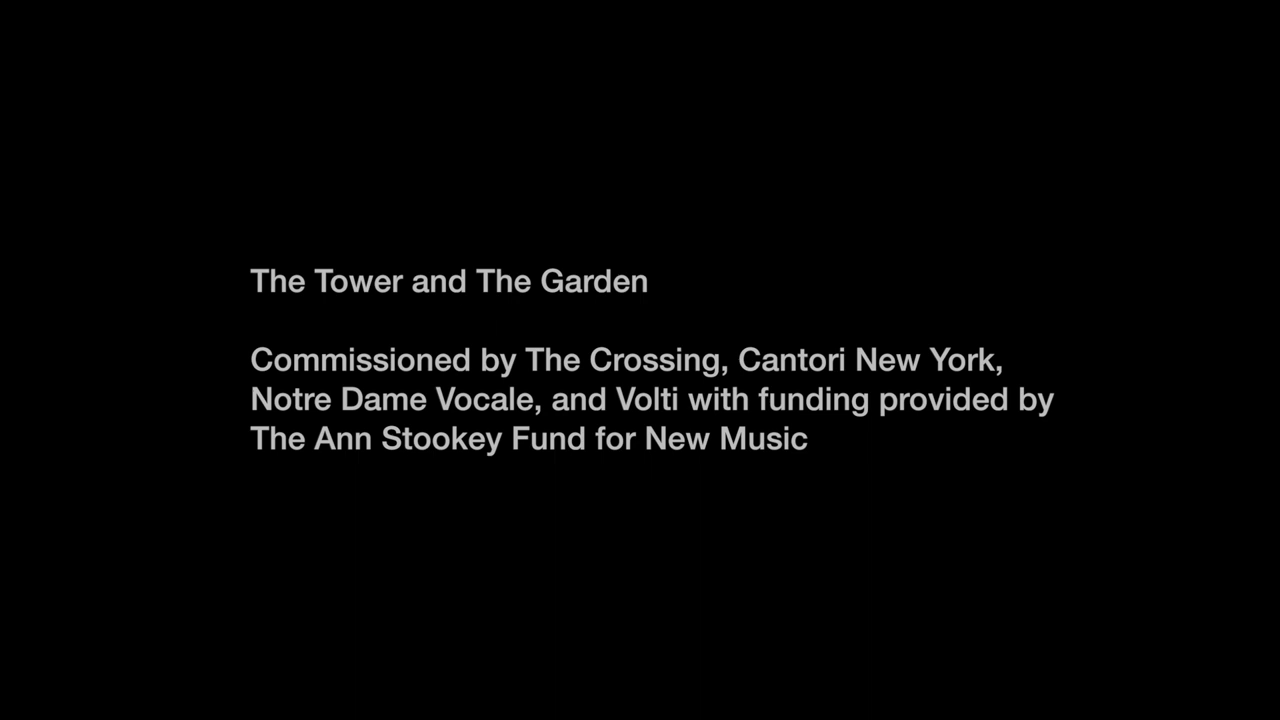 The Tower and The Garden
Commissioned by The Crossing, Cantori New York,
Notre Dame Vocale, and Volti with funding provided by
The Ann Stookey Fund for New Music